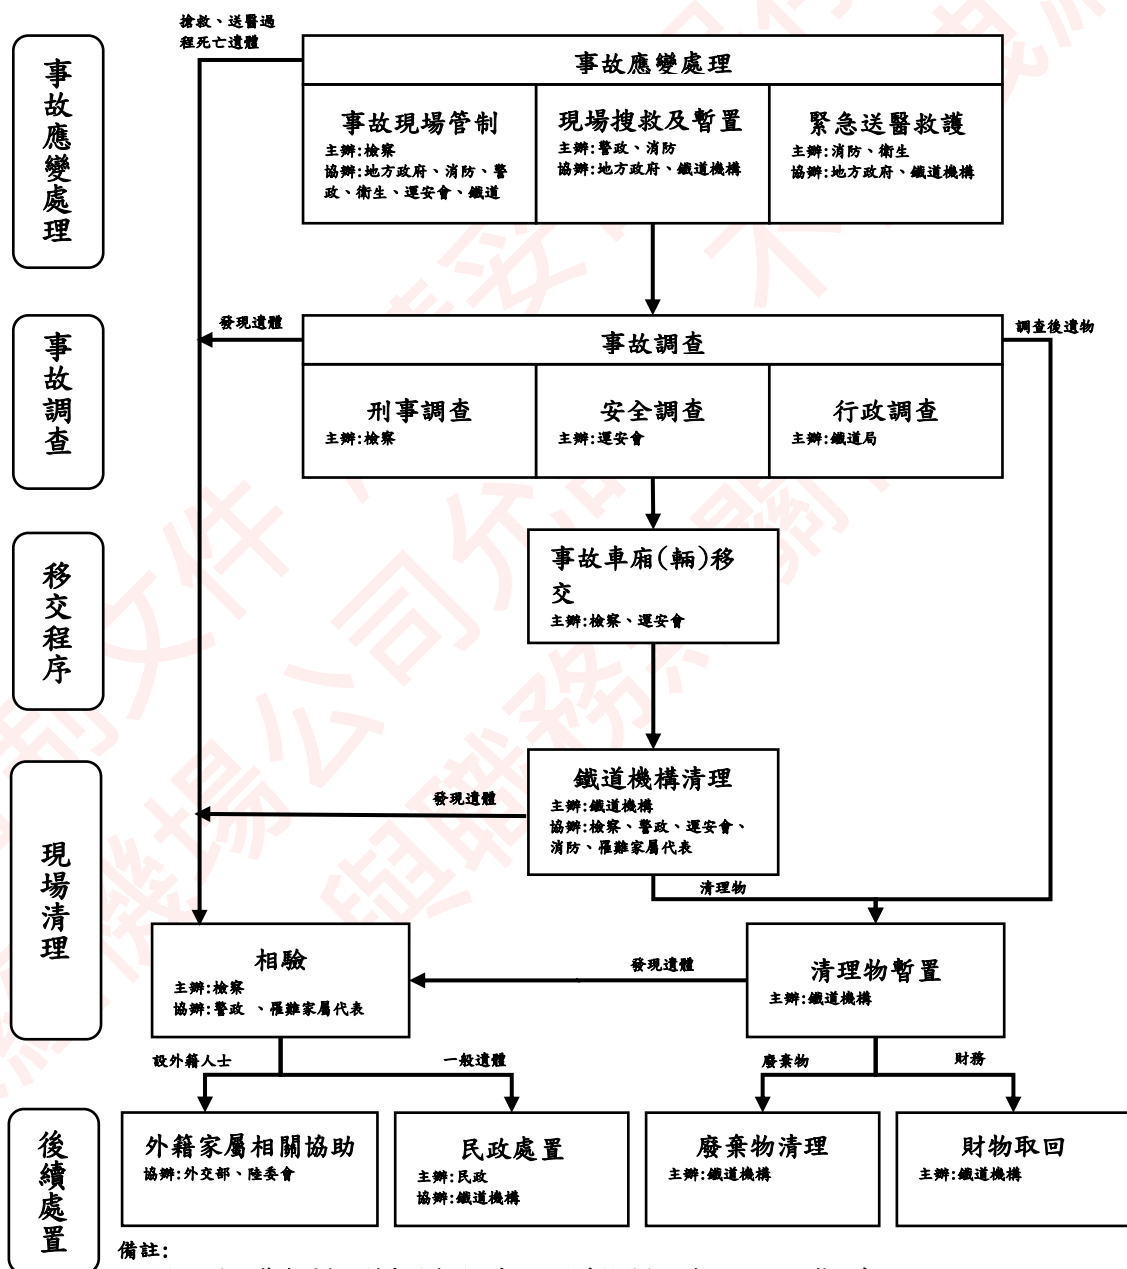 搶救、送醫過
程死亡遺體
事故應變處理
事故應變處理
事故現場管制
主辦:檢察
協辦:地方政府、消防、警
政、衛生、運安會、鐵道
現場搜救及暫置
主辦:警政、消防
協辦:地方政府、鐵道機構
緊急送醫救護
主辦:消防、衛生
協辦:地方政府、鐵道機構
事故調查
發現遺體
事故調查
調查後遺物
刑事調查
主辦:檢察
安全調查
主辦:運安會
行政調查
主辦:鐵道局
移交程序
事故車廂(輛)移
交
主辦:檢察、運安會
現場清理
發現遺體
鐵道機構清理
主辦:鐵道機構
協辦:檢察、警政、運安會、
消防、罹難家屬代表
清理物
相驗
主辦:檢察
協辦:警政 、罹難家屬代表
發現遺體
清理物暫置
主辦:鐵道機構
設外籍人士
一般遺體
廢棄物
財務
後續處置
外籍家屬相關協助
協辦:外交部、陸委會
民政處置
主辦:民政
協辦:鐵道機構
廢棄物清理
主辦:鐵道機構
財物取回
主辦:鐵道機構
備註: